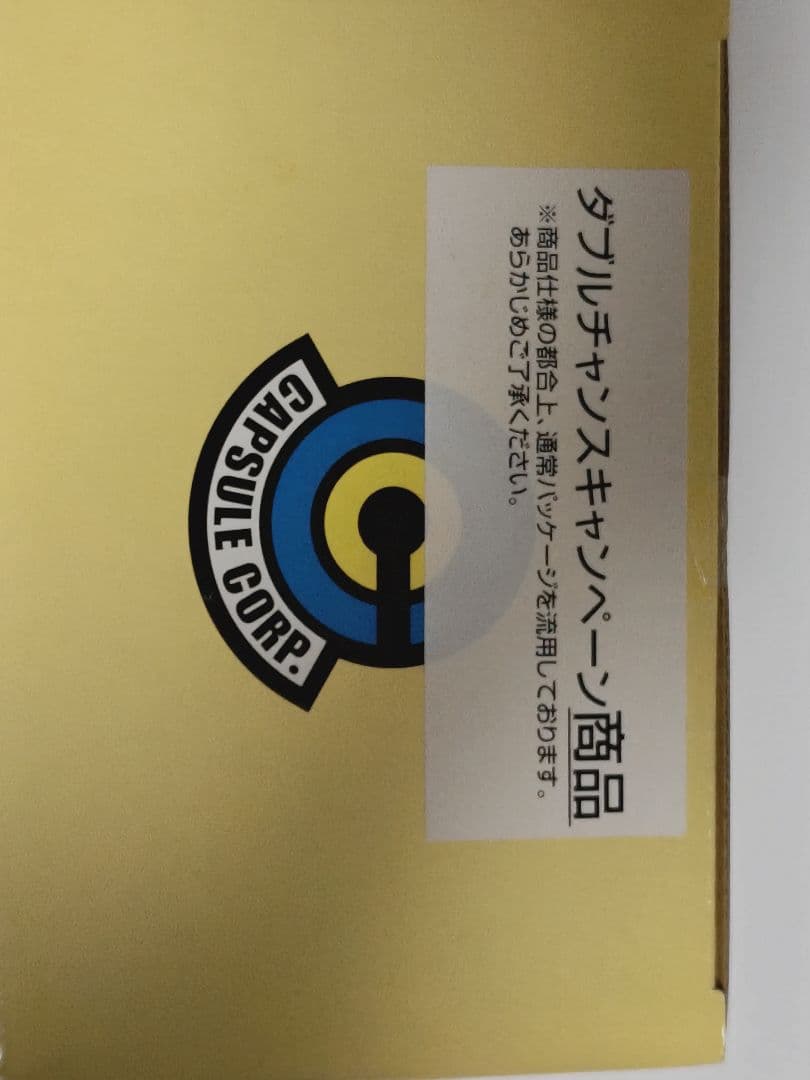 ダブルチャンスキャンペーン商品
※商品仕様の都合上、通常パッケージを流用しております。
あらかじめご了承ください。
CAPSULE CORP.